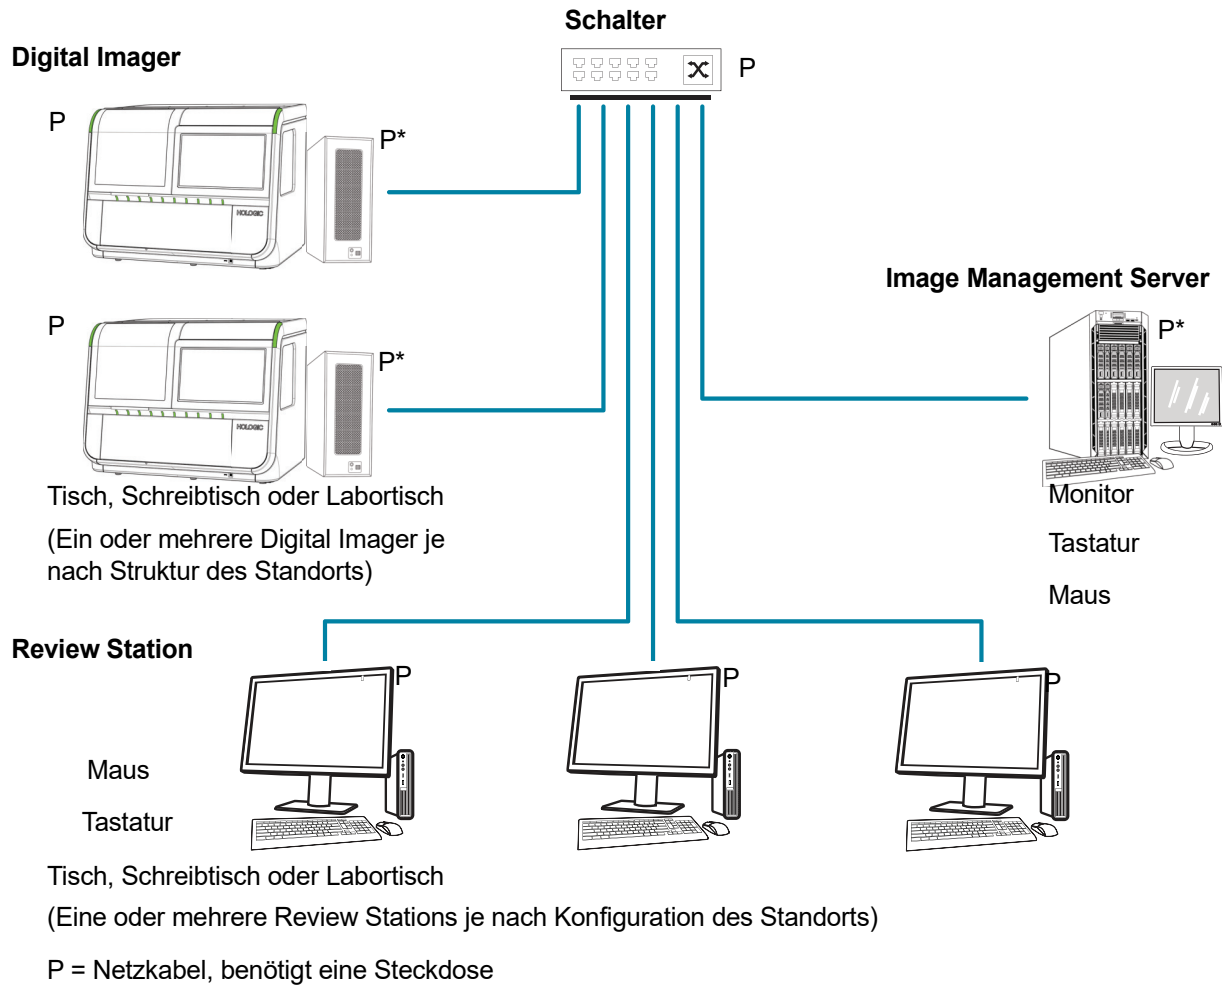 Schalter
Digital Imager
P
P
P*
HOLOGIC
Image Management Server
P
P*
P*
HOLOGIC
Tisch, Schreibtisch oder Labortisch
(Ein oder mehrere Digital Imager je
nach Struktur des Standorts)
Monitor
Tastatur
Maus
Review Station
P
P
P
Maus
Tastatur
Tisch, Schreibtisch oder Labortisch
(Eine oder mehrere Review Stations je nach Konfiguration des Standorts)
P = Netzkabel, benötigt eine Steckdose